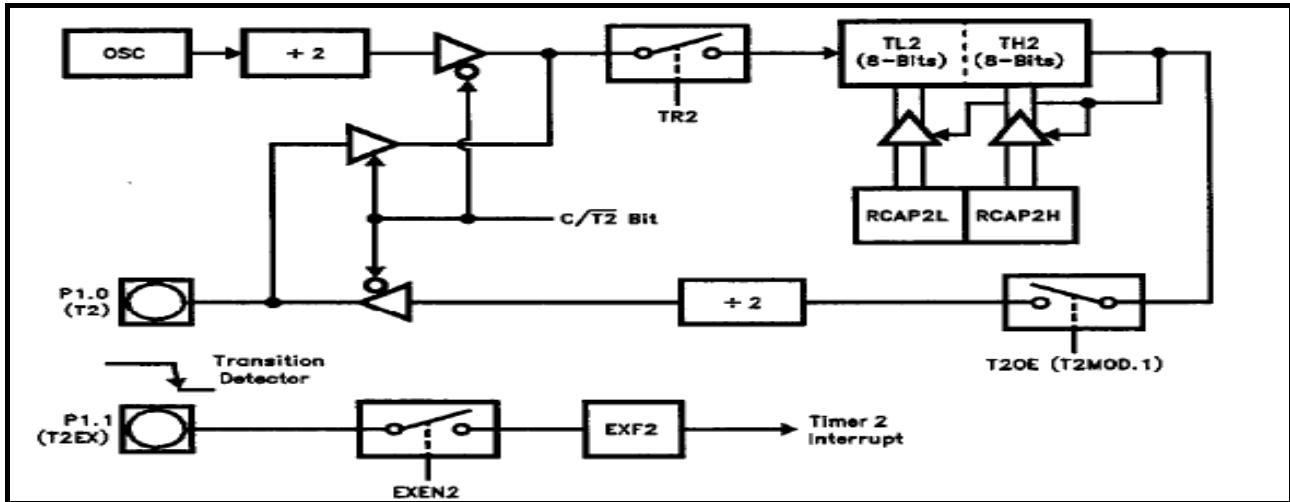 OSC
÷ 2
TR2
TL2
(8-Bits)
TH2
(8-Bits)
RCAP2L
RCAP2H
C/T2 Bit
P1.0
(T2)
÷ 2
T2OE (T2MOD.1)
Transition
Detector
P1.1
(T2EX)
EXF2
Timer 2
Interrupt
EXEN2